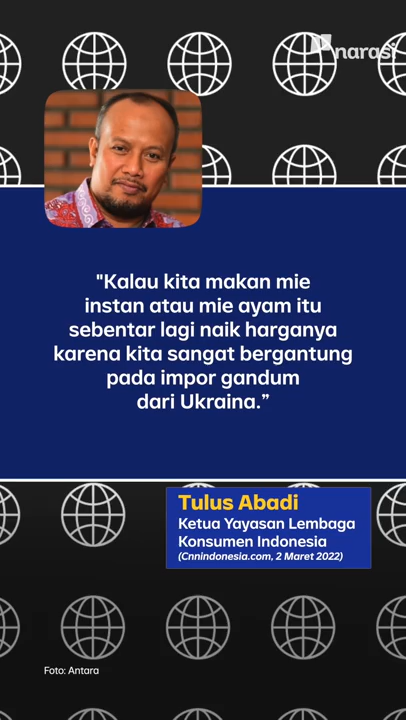 narasi
"Kalau kita makan mie
instan atau mie ayam itu
sebentar lagi naik harganya
karena kita sangat bergantung
pada impor gandum
dari Ukraina.”
Tulus Abadi
Ketua Yayasan Lembaga
Konsumen Indonesia
(Cnnindonesia.com, 2 Maret 2022)
Foto: Antara